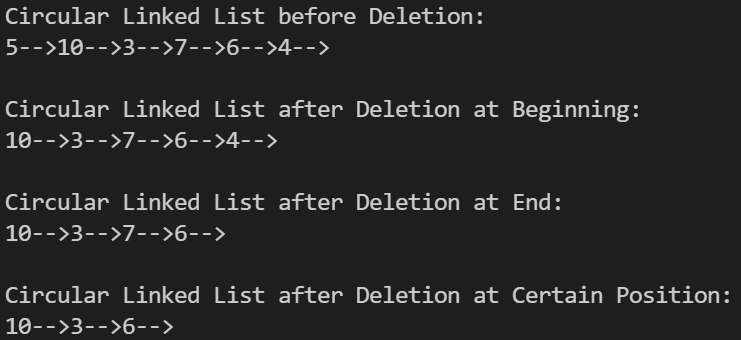 Circular Linked List before Deletion:
5-->10-->3-->7-->6-->4-->
Circular Linked List after Deletion at Beginning:
10-->3-->7-->6-->4-->
Circular Linked List after Deletion at End:
10-->3-->7-->6-->
Circular Linked List after Deletion at Certain Position:
10-->3-->6-->